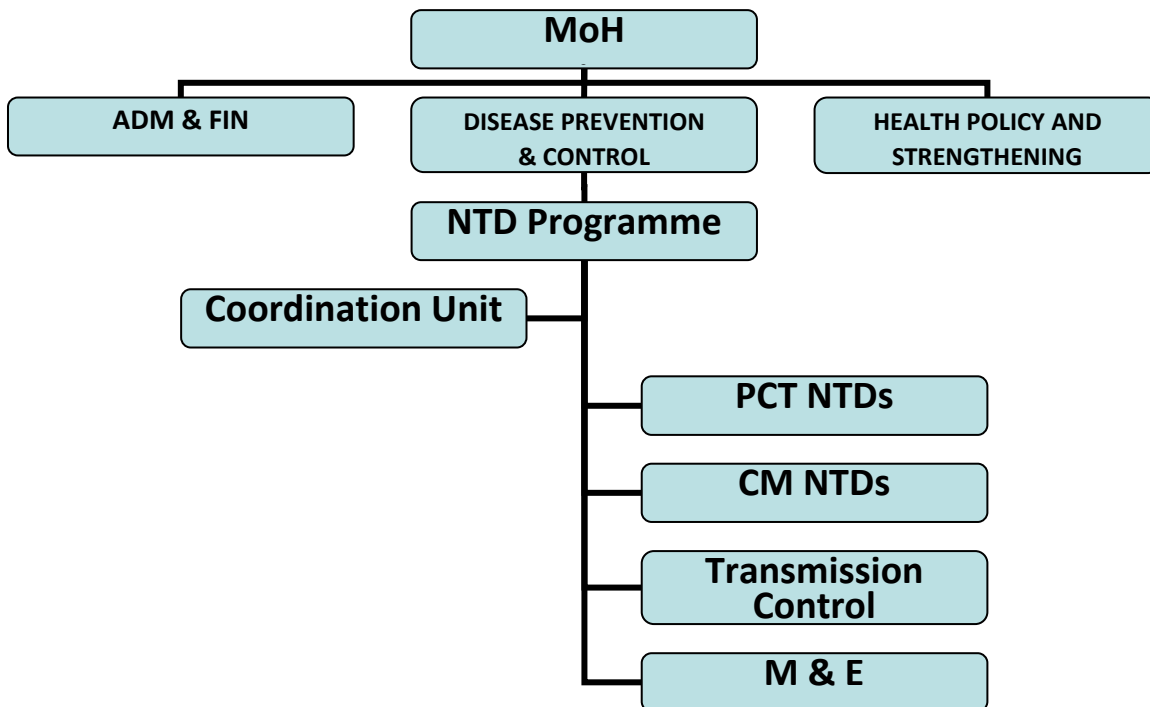 MoH
ADM & FIN
DISEASE PREVENTION
& CONTROL
HEALTH POLICY AND
STRENGTHENING
NTD Programme
Coordination Unit
PCT NTDs
CM NTDs
Transmission
Control
M & E